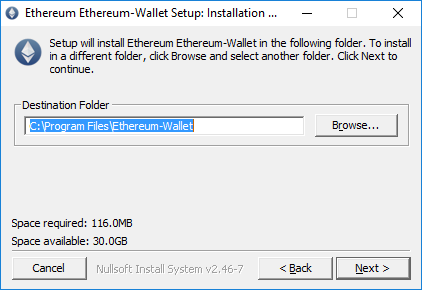 Ethereum Ethereum-Wallet Setup: Installation ...
Setup will install Ethereum Ethereum-Wallet in the following folder. To install
in a different folder, click Browse and select another folder. Click Next to
continue.
Destination Folder
C:\Program Files\Ethereum-Wallet
Browse...
Space required: 116.0MB
Space available: 30.0GB
Cancel
Nullsoft Install System v2.46-7
< Back
Next >